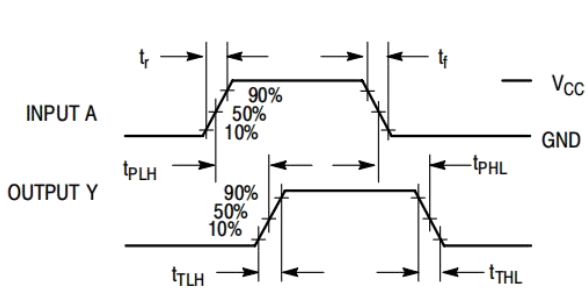 tr
tf
VCC
90%
INPUT A
50%
10%
GND
tPLH
tPHL
OUTPUT Y
90%
50%
10%
tTLH
tTHL